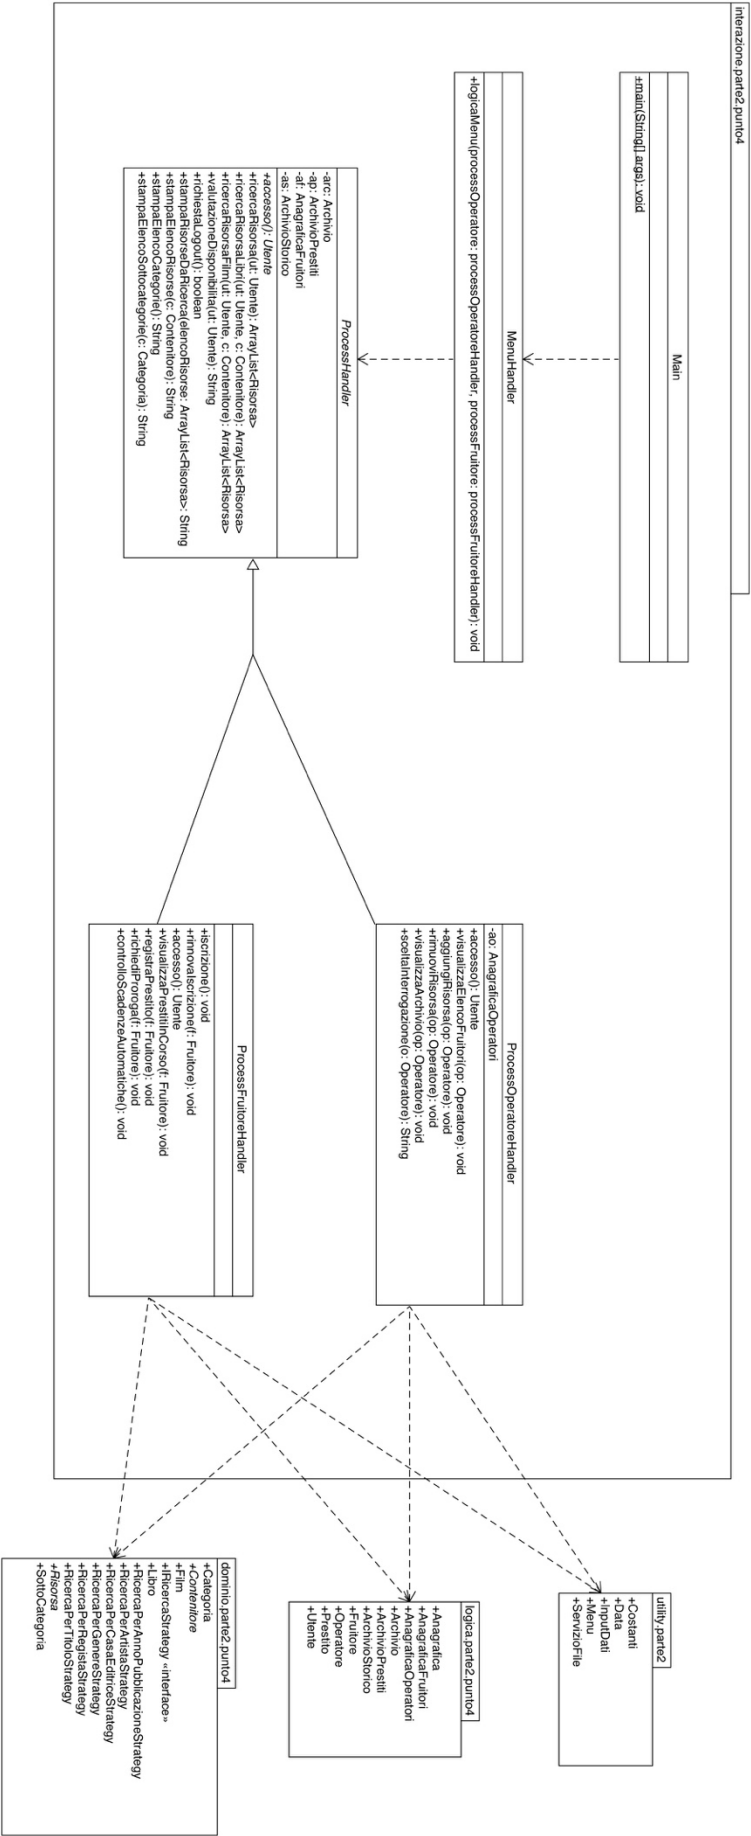 interazione.parte2.punto4
Main
+main(String[] args): void
MenuHandler
+logicaMenu(processOperatore: processOperatoreHandler, processFruitore: processFruitoreHandler): void
ProcessHandler
-arc: Archivio
-ap: ArchivioPrestiti
-af: AnagraficaFruitori
-as: ArchivioStorico
+accesso(): Utente
+ricercaRisorsa(ut: Utente): ArrayList<Risorsa>
+ricercaRisorsaLibri(ut: Utente, c: Contenitore): ArrayList<Risorsa>
+ricercaRisorsaFilm(ut: Utente, c: Contenitore): ArrayList<Risorsa>
+valutazioneDisponibilita(ut: Utente): String
+richiestaLogout(): boolean
+stampaRisorseDaRicerca(elencoRisorse: ArrayList<Risorsa>: String
+stampaElencoRisorse(c: Contenitore): String
+stampaElencoCategorie(): String
+stampaElencoSottocategorie(c: Categoria): String
ProcessOperatoreHandler
-ao: AnagraficaOperatori
+accesso(): Utente
+visualizzaElencoFruitori(op: Operatore): void
+aggiungiRisorsa(op: Operatore): void
+rimuoviRisorsa(op: Operatore): void
+visualizzaArchivio(op: Operatore): void
+sceltaInterrogazione(o: Operatore): String
ProcessFruitoreHandler
+iscrizione(): void
+rinnovaIscrizione(f: Fruitore): void
+accesso(): Utente
+visualizzaPrestitiInCorso(f: Fruitore): void
+registraPrestito(f: Fruitore): void
+richiediProroga(f: Fruitore): void
+controlloScadenzeAutomatiche(): void
utility.parte2
+Costanti
+Data
+InputDati
+Menu
+ServizioFile
logica.parte2.punto4
+Anagrafica
+AnagraficaFruitori
+AnagraficaOperatori
+Archivio
+ArchivioPrestiti
+ArchivioStorico
+Fruitore
+Operatore
+Prestito
+Utente
dominio.parte2.punto4
+Categoria
+Contenitore
+Film
+IRicercaStrategy «interface»
+Libro
+RicercaPerAnnoPubblicazioneStrategy
+RicercaPerArtistaStrategy
+RicercaPerCasaEditriceStrategy
+RicercaPerGenereStrategy
+RicercaPerRegistaStrategy
+RicercaPerTitoloStrategy
+Risorsa
+SottoCategoria